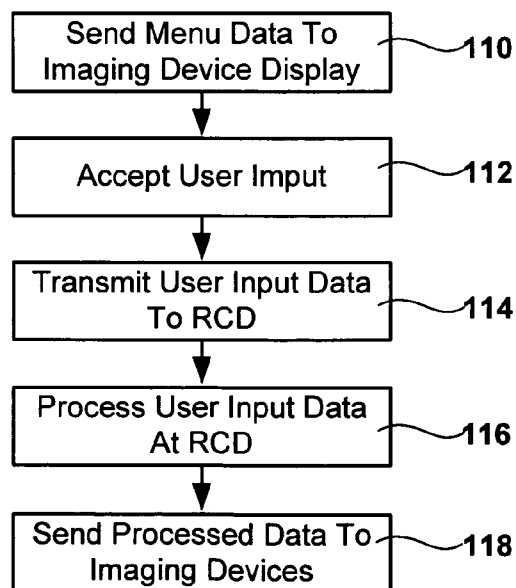 Send Menu Data To
Imaging Device Display
110
Accept User Imput
112
Transmit User Input Data
To RCD
114
Process User Input Data
At RCD
116
Send Processed Data To
Imaging Devices
118